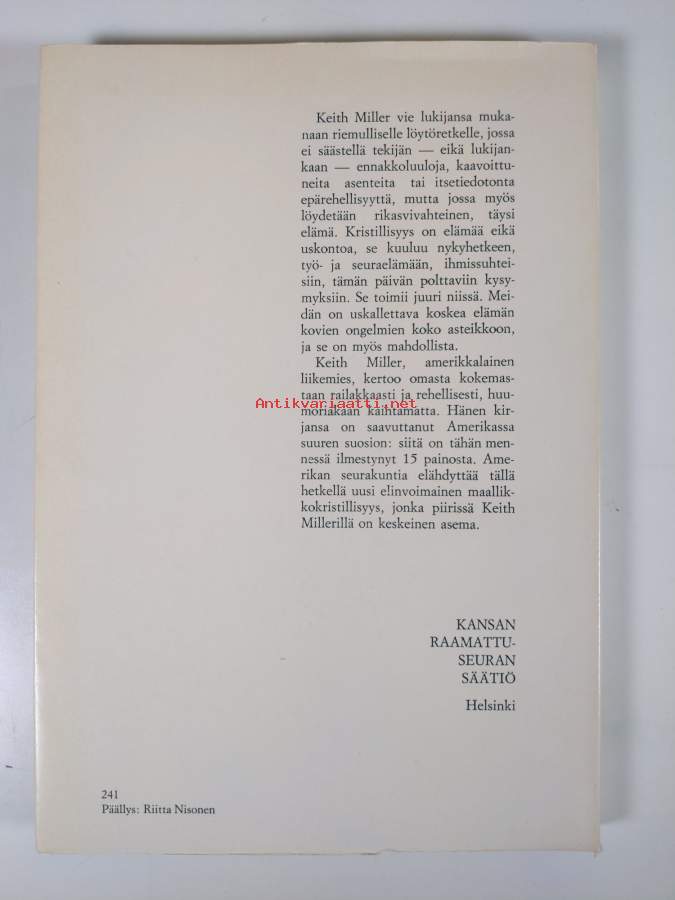 Keith Miller vie lukijansa muka-
naan riemulliselle löytöretkelle, jossa
ei säästellä tekijän — eikä lukijan-
kaan — ennakkoluuloja, kaavoittu-
neita asenteita tai itsetiedotonta
epärehellisyyttä, mutta jossa myös
löydetään rikasvivahteinen, täysi
elämä. Kristillisyys on elämää eikä
uskontoa, se kuuluu nykyhetkeen,
työ- ja seuraelämään, ihmissuhtei-
siin, tämän päivän polttaviin kysy-
myksiin. Se toimii juuri niissä. Mei-
dän on uskallettava koskea elämän
kovien ongelmien koko asteikkoon,
ja se on myös mahdollista.
Keith Miller, amerikkalainen
liikemies, kertoo omasta kokemas-
taan railakkaasti ja rehellisesti, huu-
Antikvariaatti.net
moriakaan kaihtamatta. Hänen kir-
jansa on saavuttanut Amerikassa
suuren suosion: siitä on tähän men-
nessä ilmestynyt 15 painosta. Ame-
rikan seurakuntia elähdyttää tällä
hetkellä uusi elinvoimainen maallik-
kokristillisyys, jonka piirissä Keith
Millerillä on keskeinen asema.
KANSAN
RAAMATTU-
SEURAN
SÄÄTIÖ
Helsinki
241
Päällys: Riitta Nisonen